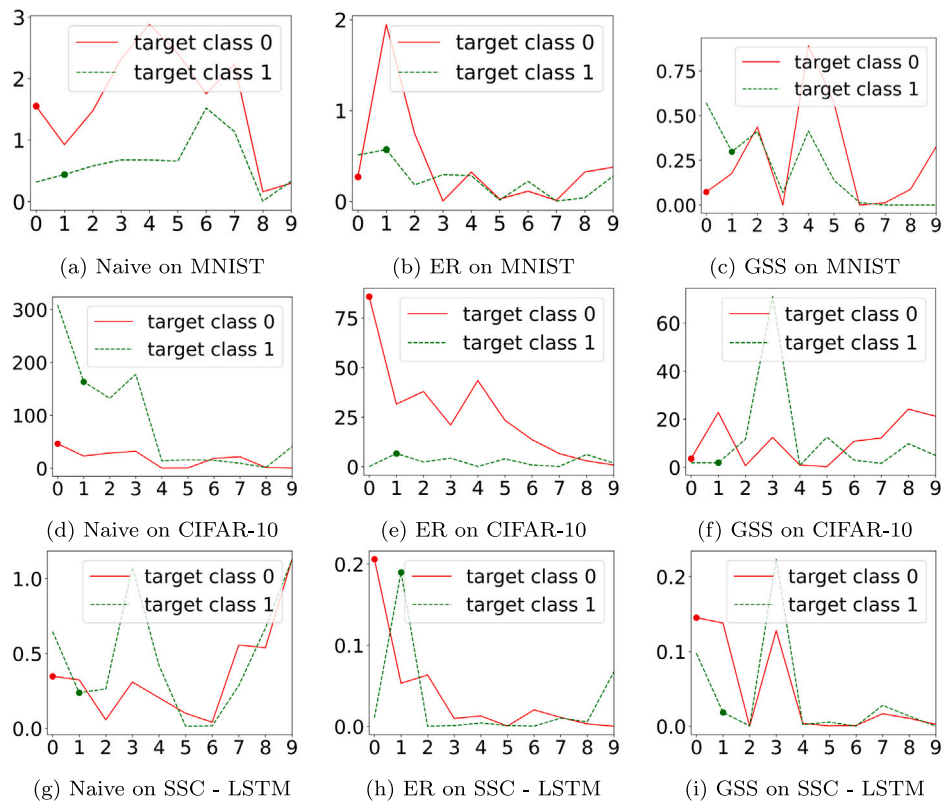 3
2
1
0
target class 0
target class 1
0 1 2 3 4 5 6 7 8 9
(a) Naive on MNIST
2
1
0
target class 0
target class 1
0 1 2 3 4 5 6 7 8 9
(b) ER on MNIST
0.75
0.50
0.25
0.00
target class 0
target class 1
0 1 2 3 4 5 6 7 8 9
(c) GSS on MNIST
300
200
100
0
target class 0
target class 1
0 1 2 3 4 5 6 7 8 9
(d) Naive on CIFAR-10
75
50
25
0
target class 0
target class 1
0 1 2 3 4 5 6 7 8 9
(e) ER on CIFAR-10
60
40
20
0
target class 0
target class 1
0 1 2 3 4 5 6 7 8 9
(f) GSS on CIFAR-10
1.0
0.5
0.0
target class 0
target class 1
0 1 2 3 4 5 6 7 8 9
(g) Naive on SSC - LSTM
0.2
0.1
0.0
target class 0
target class 1
0 1 2 3 4 5 6 7 8 9
(h) ER on SSC - LSTM
0.2
0.1
0.0
target class 0
target class 1
0 1 2 3 4 5 6 7 8 9
(i) GSS on SSC - LSTM